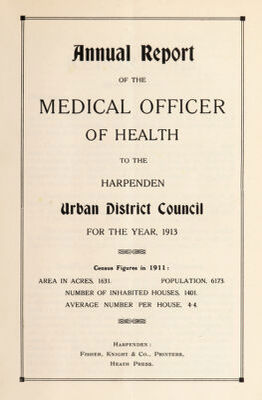 Annual Report
OF THE
MEDICAL OFFICER
OF HEALTH
TO THE
HARPENDEN
Urban District Council
FOR THE YEAR, 1913
Census Figures in 1911:
AREA IN ACRES, 1631. POPULATION, 6173.
NUMBER OF INHABITED HOUSES, 1401.
AVERAGE NUMBER PER HOUSE, 4·4.
HARPENDEN:
FISHER, KNIGHT & CO., PRINTERS,
HEATH PRESS.